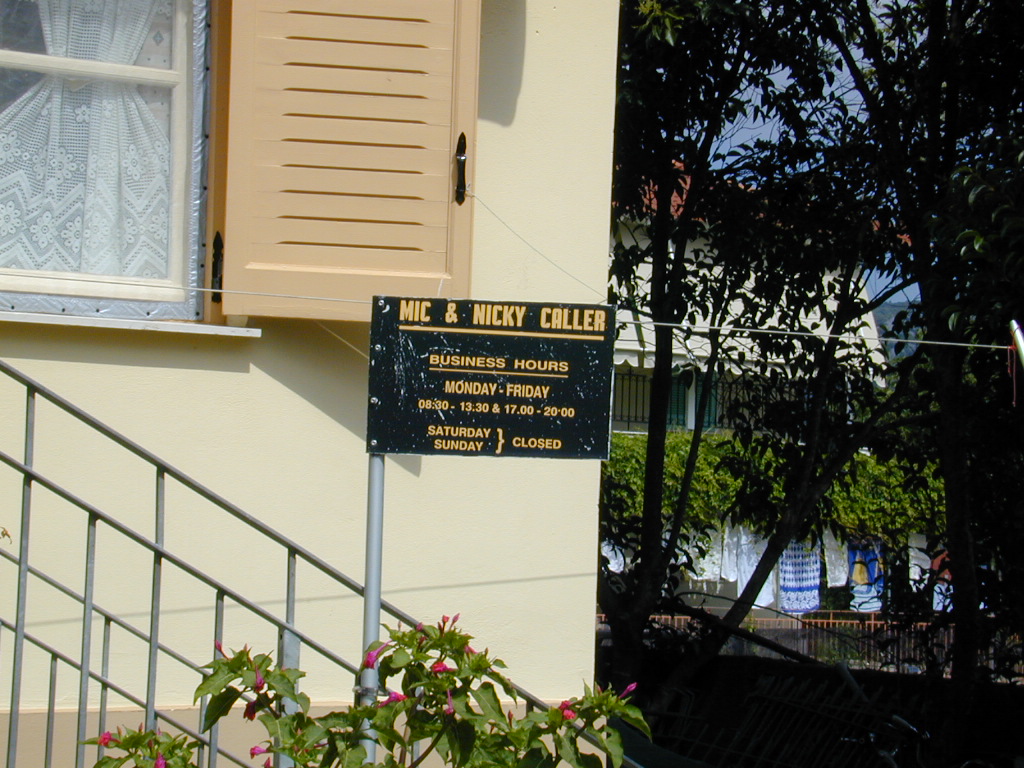 MIC & NICKY CALLER
BUSINESS HOURS
MONDAY - FRIDAY
08:30 - 13:30 & 17.00 - 20:00
SATURDAY
SUNDAY } CLOSED